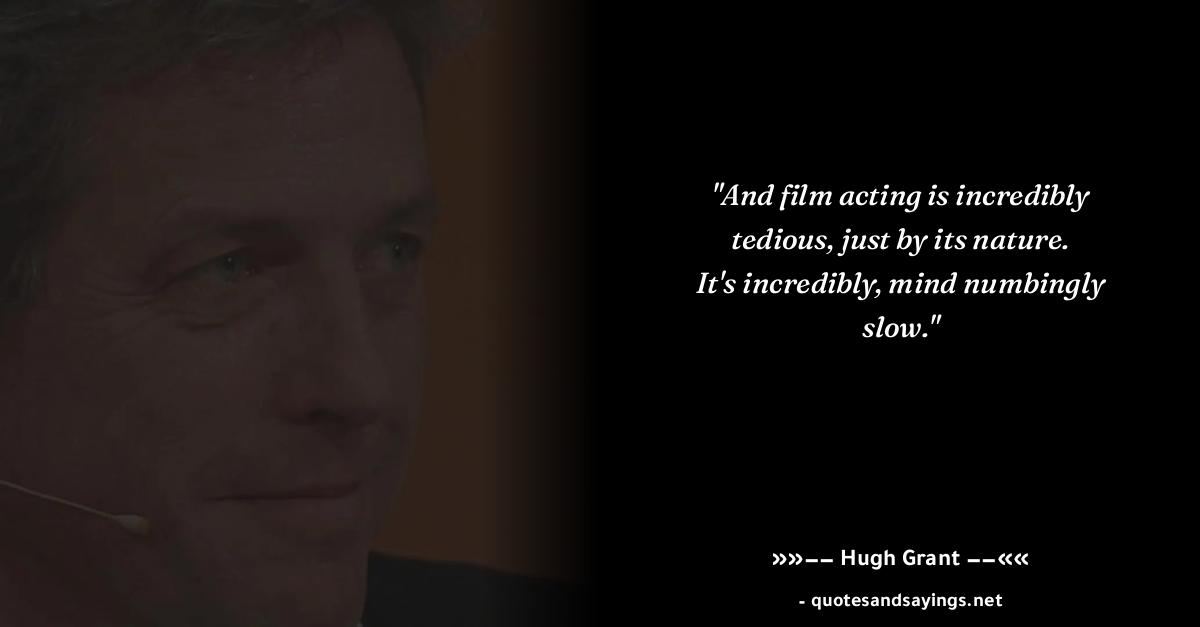 "And film acting is incredibly
tedious, just by its nature.
It's incredibly, mind numbingly
slow."
»»−− Hugh Grant −−««
- quotesandsayings.net